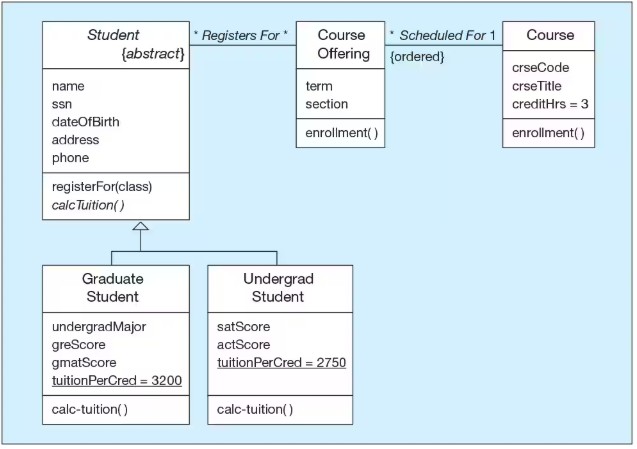 Student
{abstract}
name
ssn
dateOfBirth
address
phone
registerFor(class)
calcTuition( )
* Registers For *
Course
Offering
term
section
enrollment( )
* Scheduled For 1
{ordered}
Course
crseCode
crseTitle
creditHrs = 3
enrollment( )
Graduate
Student
undergradMajor
greScore
gmatScore
tuitionPerCred = 3200
calc-tuition( )
Undergrad
Student
satScore
actScore
tuitionPerCred = 2750
calc-tuition( )